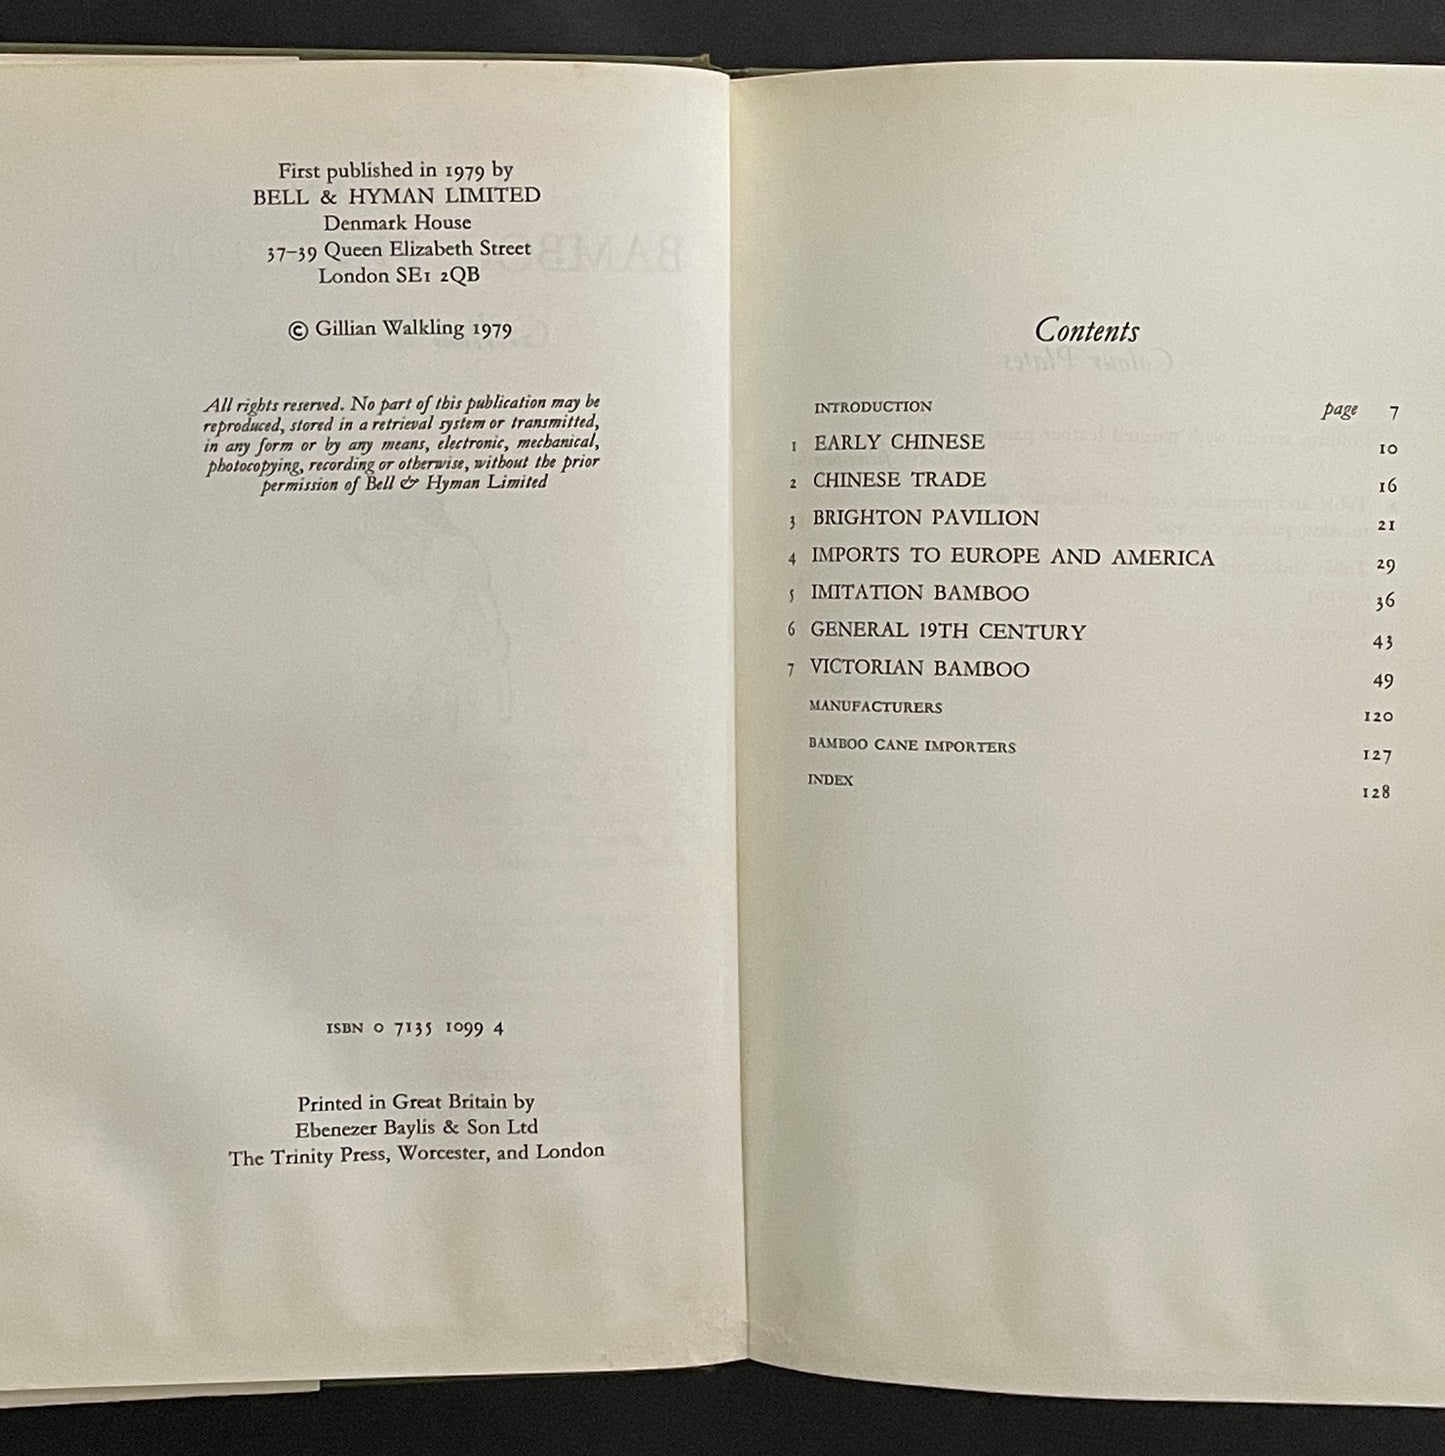 First published in 1979 by
BELL & HYMAN LIMITED
Denmark House
37–39 Queen Elizabeth Street
London SE1 2QB
© Gillian Walkling 1979
All rights reserved. No part of this publication may be
reproduced, stored in a retrieval system or transmitted,
in any form or by any means, electronic, mechanical,
photocopying, recording or otherwise, without the prior
permission of Bell & Hyman Limited
ISBN 0 7135 1099 4
Printed in Great Britain by
Ebenezer Baylis & Son Ltd
The Trinity Press, Worcester, and London
Contents
INTRODUCTION page 7
1 EARLY CHINESE 10
2 CHINESE TRADE 16
3 BRIGHTON PAVILION 21
4 IMPORTS TO EUROPE AND AMERICA 29
5 IMITATION BAMBOO 36
6 GENERAL 19TH CENTURY 43
7 VICTORIAN BAMBOO 49
MANUFACTURERS 120
BAMBOO CANE IMPORTERS 127
INDEX 128